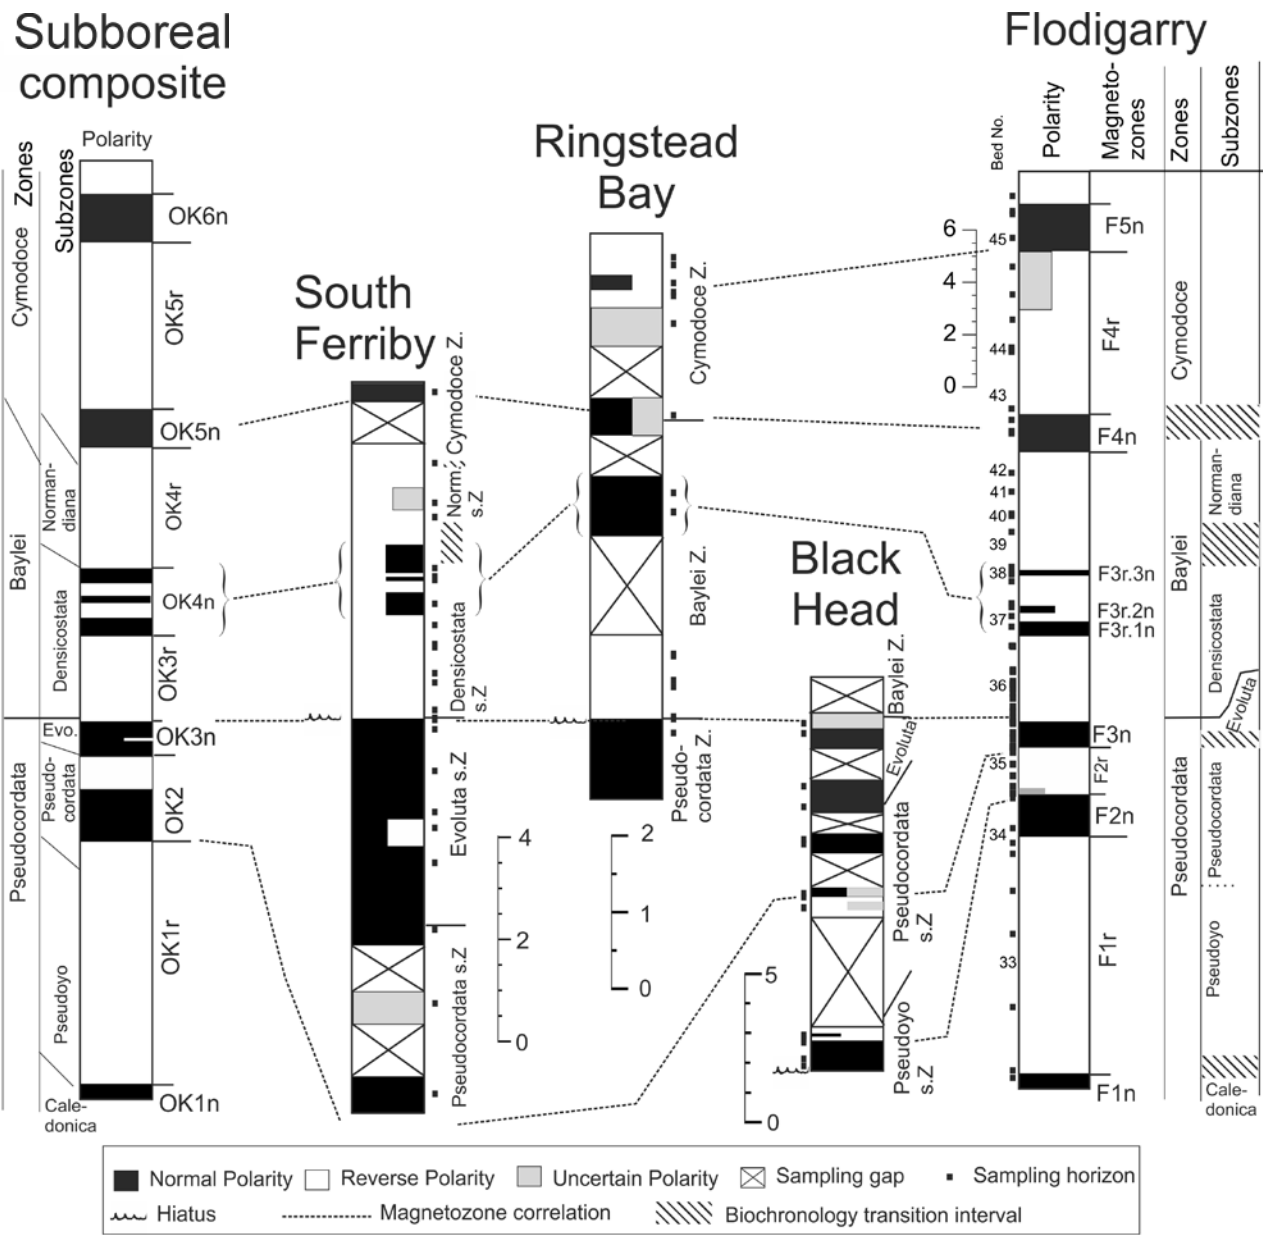 Subboreal
composite
Flodigarry
Ringstead
Bay
South
Ferriby
Black
Head
Zones
Subzones
Polarity
Cymodoce
Baylei
Pseudocordata
Norman-
diana
Densicostata
Evo.
Pseudo-
cordata
Pseudoyo
Cale-
donica
OK6n
OK5r
OK5n
OK4r
OK4n
OK3r
OK3n
OK2
OK1r
OK1n
Cymodoce Z.
Norm.
s.Z
Densicostata
s.Z
Evoluta s.Z
Pseudocordata s.Z
4
2
0
Cymodoce Z.
Baylei Z.
Pseudo-
cordata Z.
2
1
0
Baylei Z.
Evoluta
Pseudocordata
s.Z
Pseudoyo
s.Z
5
0
6
4
2
0
Bed No.
Polarity
Magneto-
zones
Zones
Subzones
45
44
43
42
41
40
39
38
37
36
35
34
33
F5n
F4r
F4n
F3r.3n
F3r.2n
F3r.1n
F3n
F2r
F2n
F1r
F1n
Cymodoce
Baylei
Pseudocordata
Norman-
diana
Densicostata
Evoluta
Pseudocordata
Pseudoyo
Cale-
donica
Normal Polarity
Reverse Polarity
Uncertain Polarity
Sampling gap
Sampling horizon
Hiatus
Magnetozone correlation
Biochronology transition interval